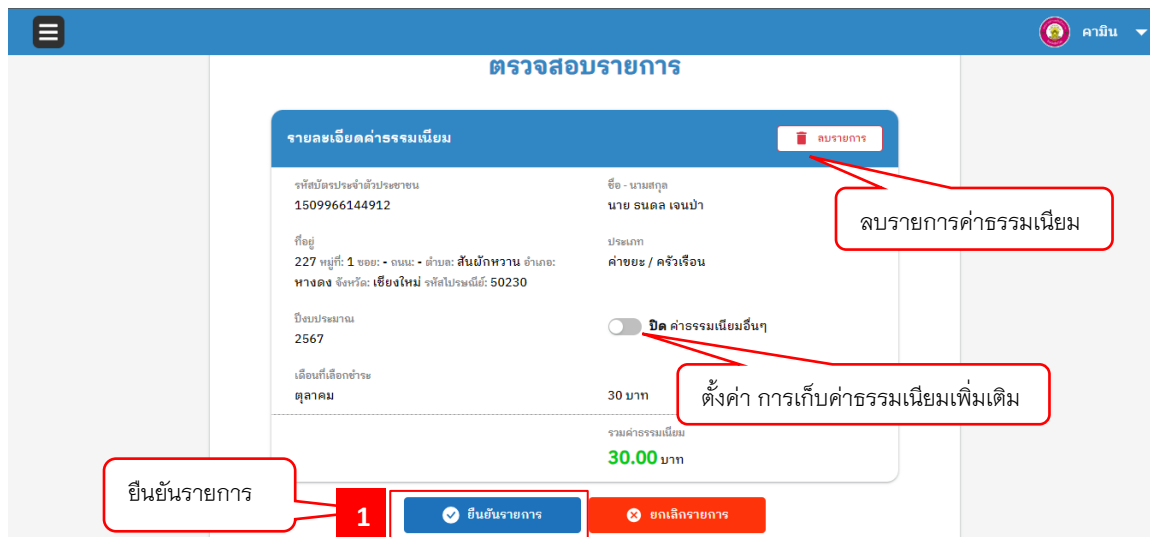 คามิน
ตรวจสอบรายการ
รายละเอียดค่าธรรมเนียม
ลบรายการ
รหัสบัตรประจำตัวประชาชน
1509966144912
ชื่อ - นามสกุล
นาย ธนดล เจนป่า
ลบรายการค่าธรรมเนียม
ที่อยู่
227 หมู่ที่: 1 ซอย: - ถนน: - ตำบล: สันผักหวาน อำเภอ:
หางดง จังหวัด: เชียงใหม่ รหัสไปรษณีย์: 50230
ประเภท
ค่าขยะ / ครัวเรือน
ปีงบประมาณ
2567
ปิด ค่าธรรมเนียมอื่นๆ
เดือนที่เลือกชำระ
ตุลาคม
30 บาท
ตั้งค่า การเก็บค่าธรรมเนียมเพิ่มเติม
รวมค่าธรรมเนียม
30.00 บาท
ยืนยันรายการ
1
ยืนยันรายการ
ยกเลิกรายการ